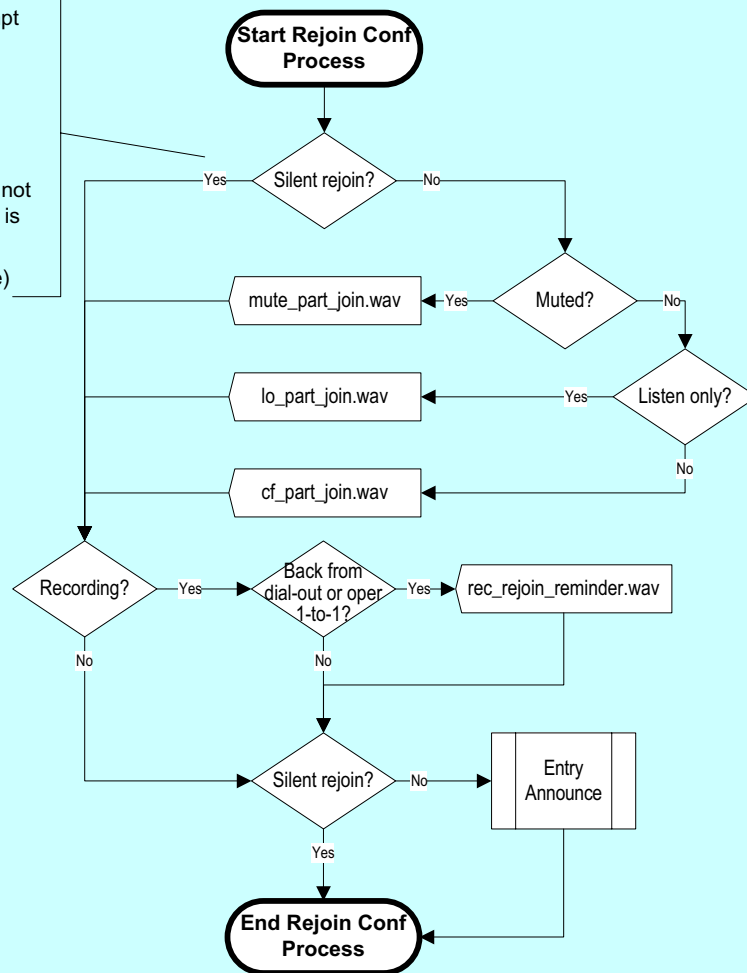 pt
Start Rejoin Conf
Process
not
is
e)
Silent rejoin?
Yes
No
Muted?
Yes
No
mute_part_join.wav
Listen only?
Yes
No
lo_part_join.wav
cf_part_join.wav
Recording?
Yes
No
Back from
dial-out or oper
1-to-1?
Yes
No
rec_rejoin_reminder.wav
Silent rejoin?
No
Yes
Entry
Announce
End Rejoin Conf
Process